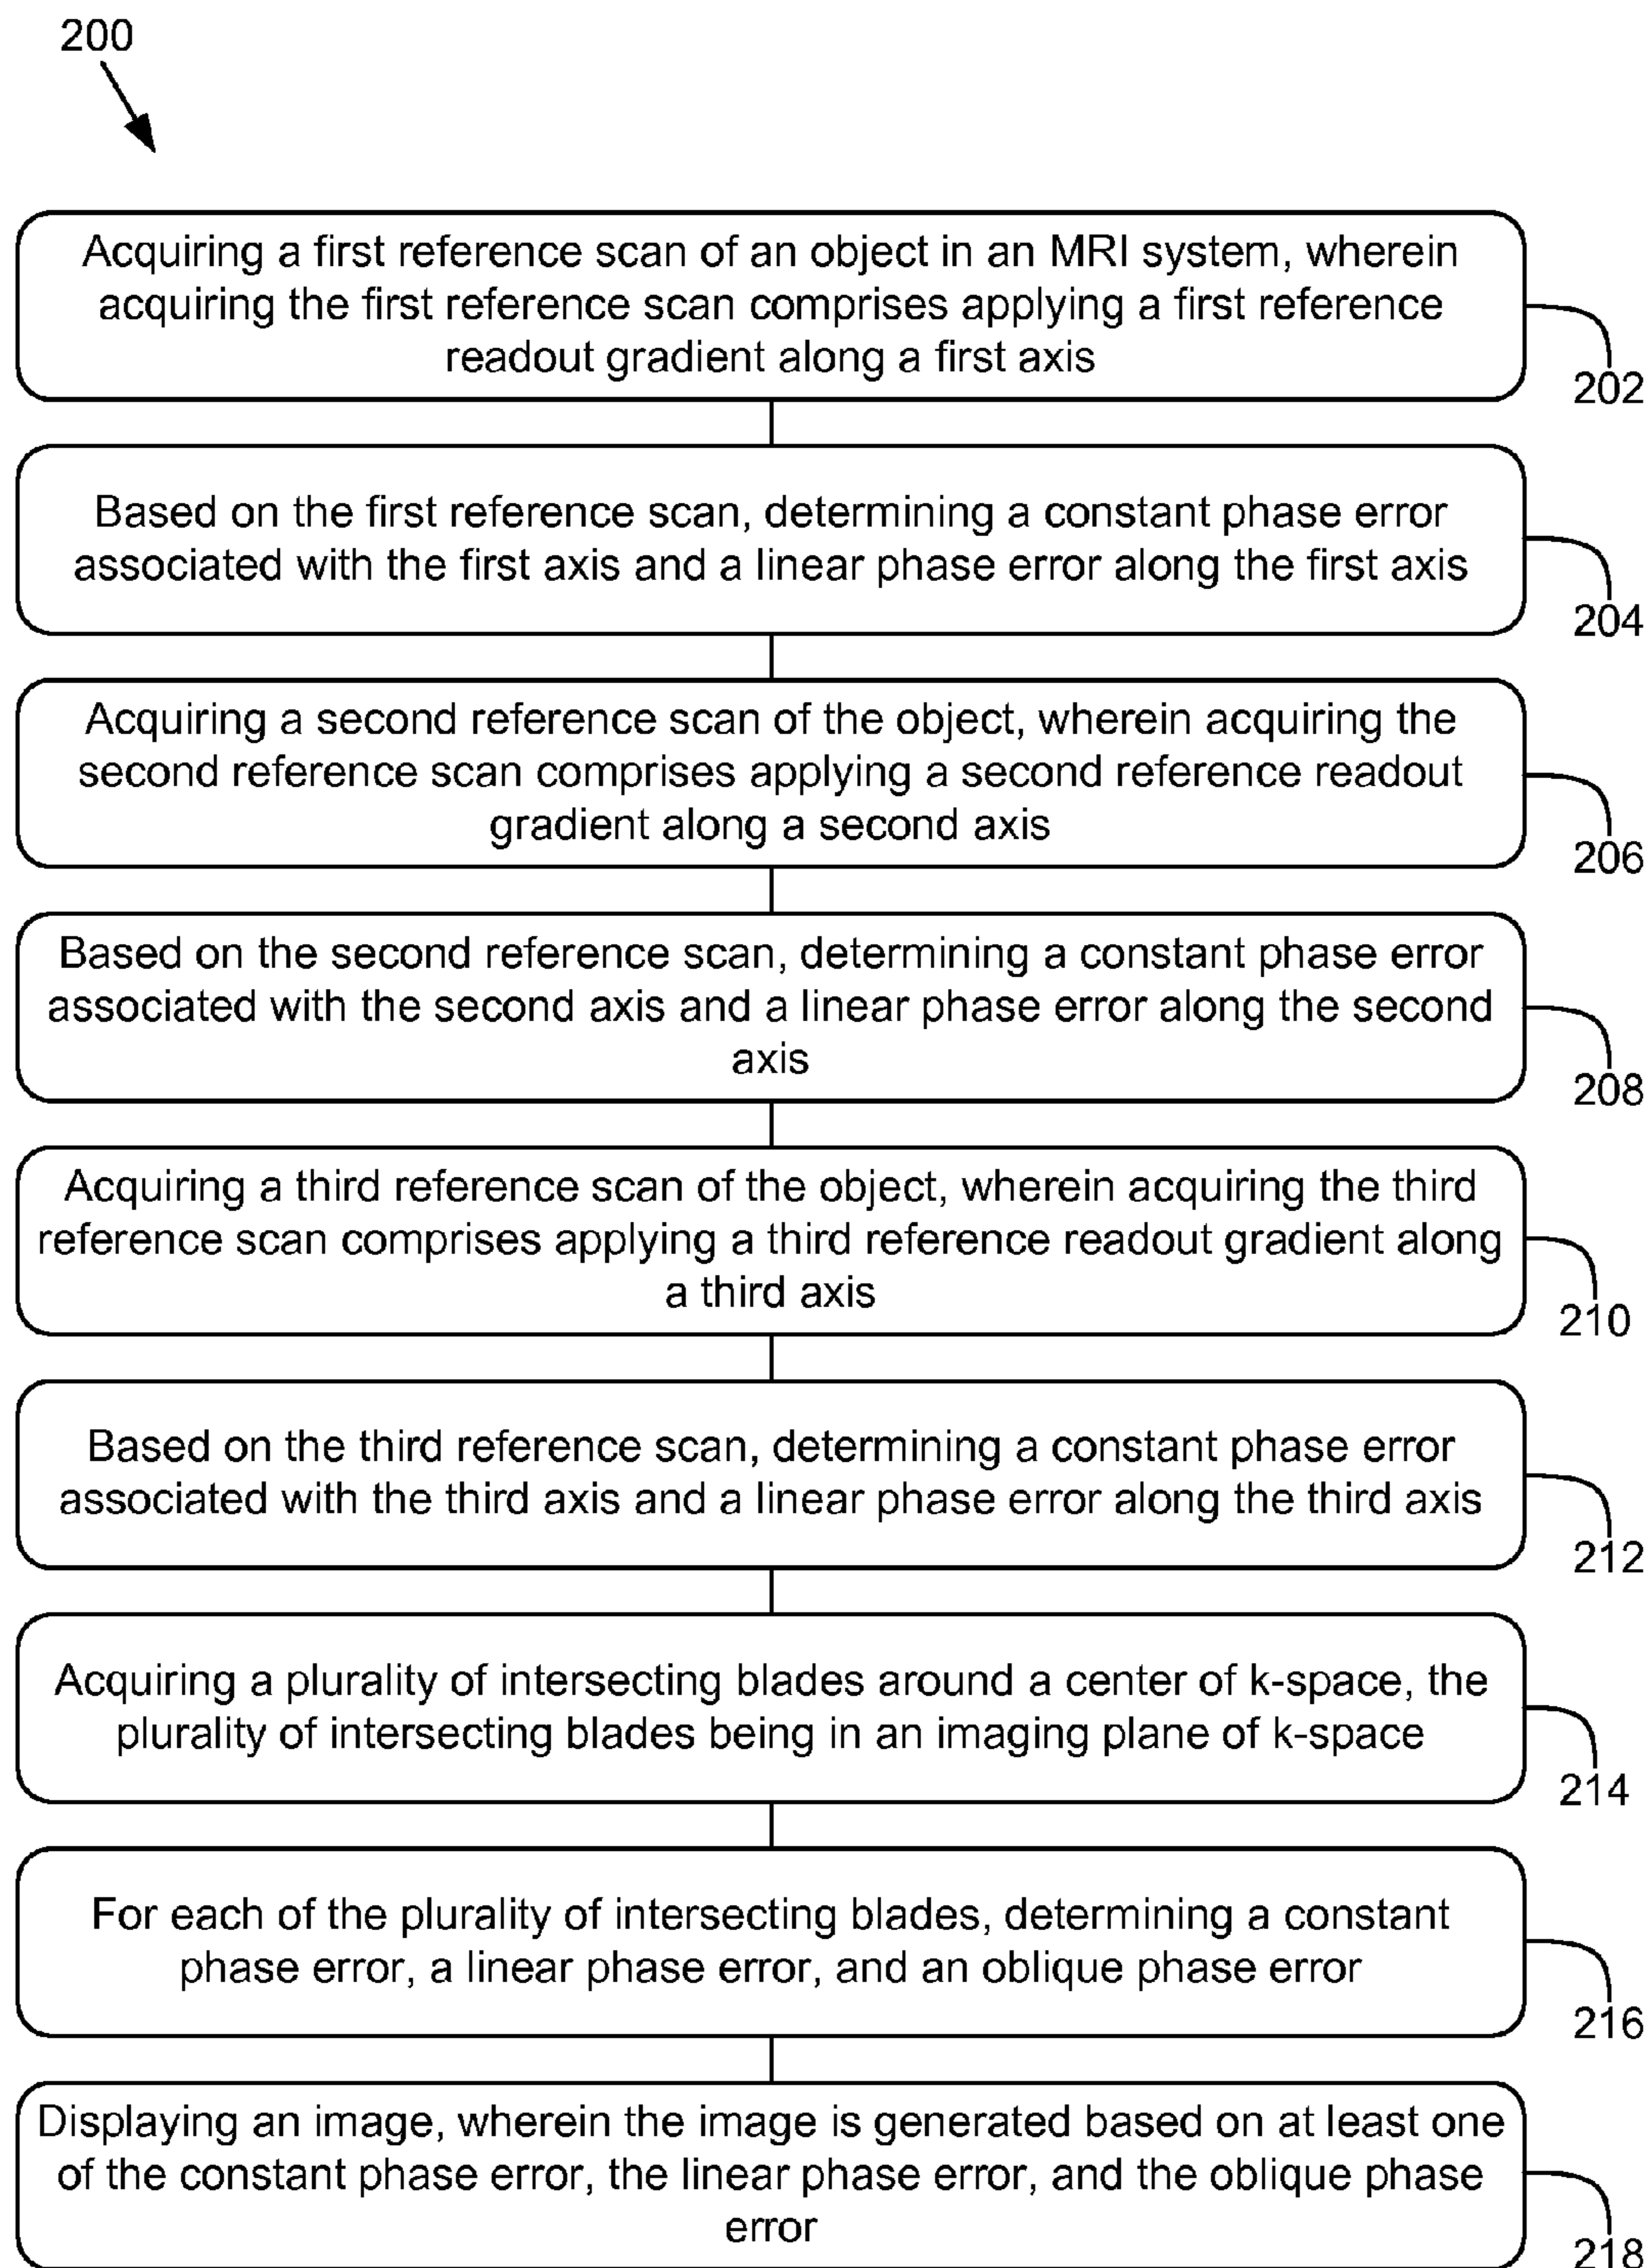 200
Acquiring a first reference scan of an object in an MRI system, wherein
acquiring the first reference scan comprises applying a first reference
readout gradient along a first axis
202
Based on the first reference scan, determining a constant phase error
associated with the first axis and a linear phase error along the first axis
204
Acquiring a second reference scan of the object, wherein acquiring the
second reference scan comprises applying a second reference readout
gradient along a second axis
206
Based on the second reference scan, determining a constant phase error
associated with the second axis and a linear phase error along the second
axis
208
Acquiring a third reference scan of the object, wherein acquiring the third
reference scan comprises applying a third reference readout gradient along
a third axis
210
Based on the third reference scan, determining a constant phase error
associated with the third axis and a linear phase error along the third axis
212
Acquiring a plurality of intersecting blades around a center of k-space, the
plurality of intersecting blades being in an imaging plane of k-space
214
For each of the plurality of intersecting blades, determining a constant
phase error, a linear phase error, and an oblique phase error
216
Displaying an image, wherein the image is generated based on at least one
of the constant phase error, the linear phase error, and the oblique phase
error
218